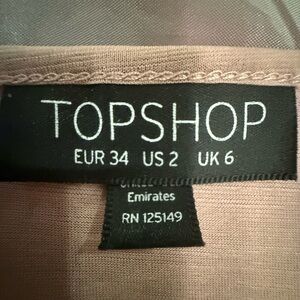 TOPSHOP
EUR 34 US 2 UK 6
Emirates
RN 125149